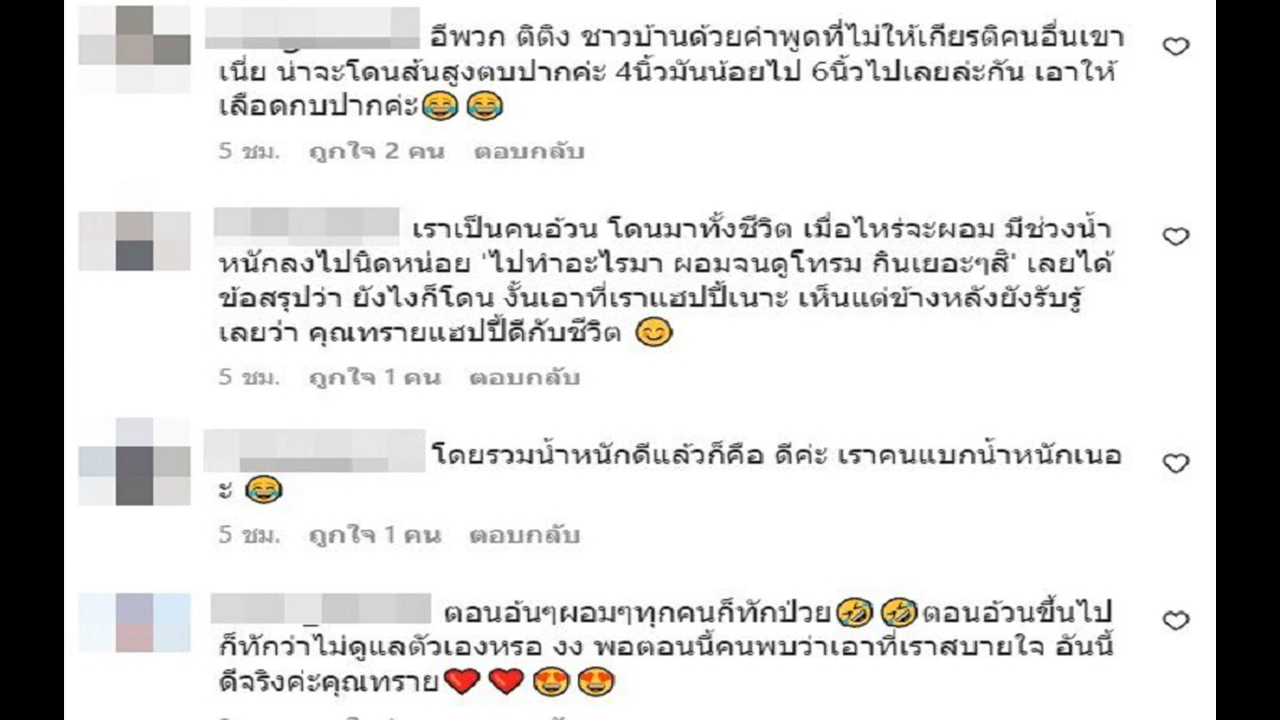 อีพวก ติติง ชาวบ้านด้วยคำพูดที่ไม่ให้เกียรติคนอื่นเขา
เนี่ย น่าจะโดนส้นสูงตบปากค่ะ 4นิ้วมันน้อยไป 6นิ้วไปเลยล่ะกัน เอาให้
เลือดกบปากค่ะ😂😂
5 ชม. ถูกใจ 2 คน ตอบกลับ
เราเป็นคนอ้วน โดนมาทั้งชีวิต เมื่อไหร่จะผอม มีช่วงน้ำ
หนักลงไปนิดหน่อย 'ไปทำอะไรมา ผอมจนดูโทรม กินเยอะๆสิ' เลยได้
ข้อสรุปว่า ยังไงก็โดน งั้นเอาที่เราแฮปปี้เนาะ เห็นแต่ข้างหลังยังรับรู้
เลยว่า คุณทรายแฮปปี้ดีกับชีวิต 😊
5 ชม. ถูกใจ 1 คน ตอบกลับ
โดยรวมน้ำหนักดีแล้วก็คือ ดีค่ะ เราคนแบกน้ำหนักเนอ
ะ 😂
5 ชม. ถูกใจ 1 คน ตอบกลับ
ตอนอ้นๆผอมๆทุกคนก็ทักป่วย🤣🤣ตอนอ้วนขึ้นไป
ก็ทักว่าไม่ดูแลตัวเองหรอ งง พอตอนนี้คนพบว่าเอาที่เราสบายใจ อันนี้
ดีจริงค่ะคุณทราย❤️❤️😍😍